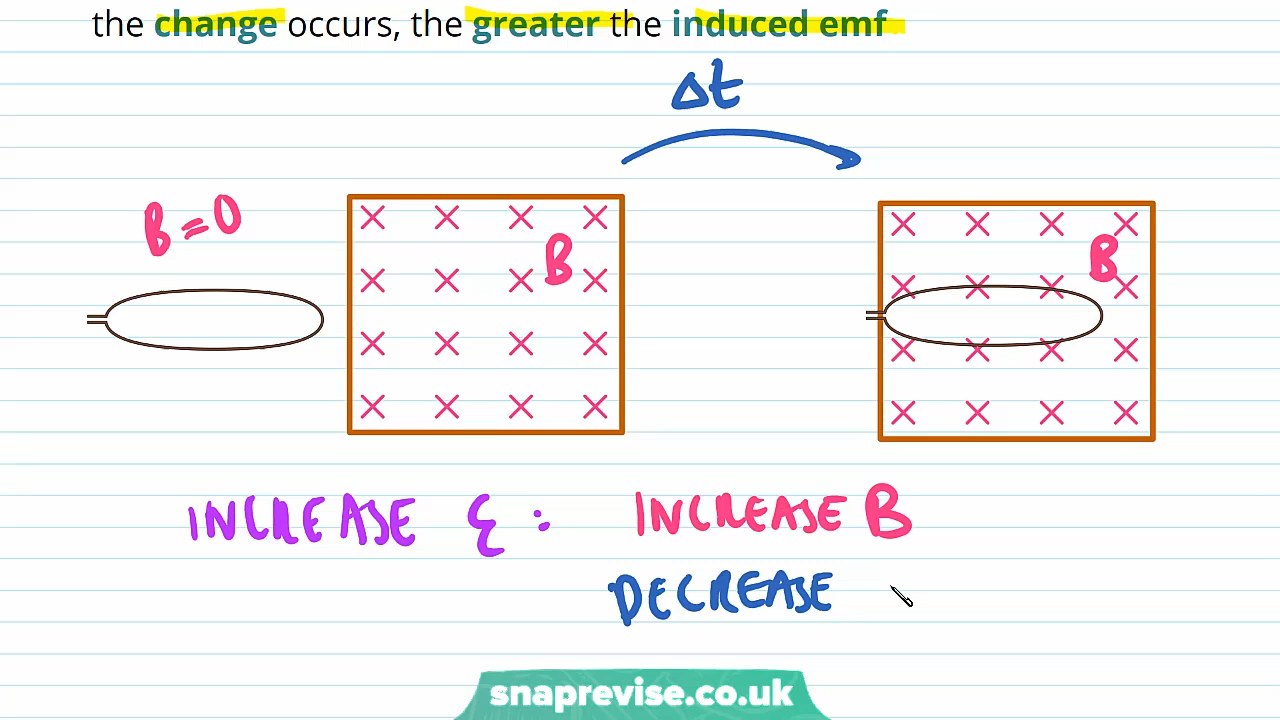 the change occurs, the greater the induced emf
Δt
B=0
B
B
INCREASE ε : INCREASE B
DECREASE
snaprevise.co.uk